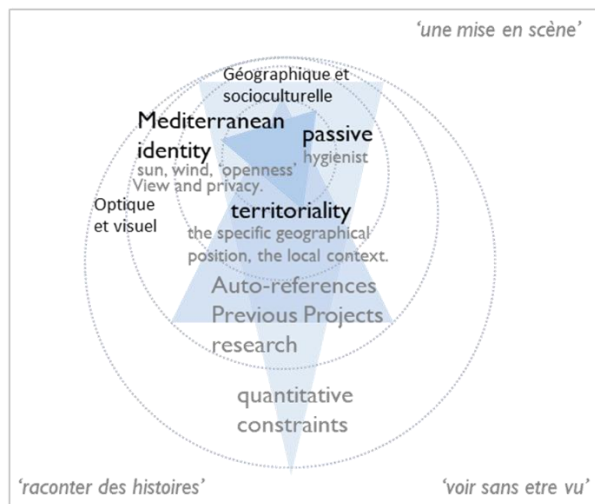 ‘une mise en scène’
Géographique et
socioculturelle
Mediterranean
identity
passive
hygienist
sun, wind, ‘openness’
View and privacy.
Optique
et visuel
territoriality
the specific geographical
position, the local context.
Auto-references
Previous Projects
research
quantitative
constraints
‘raconter des histoires’
‘voir sans etre vu’